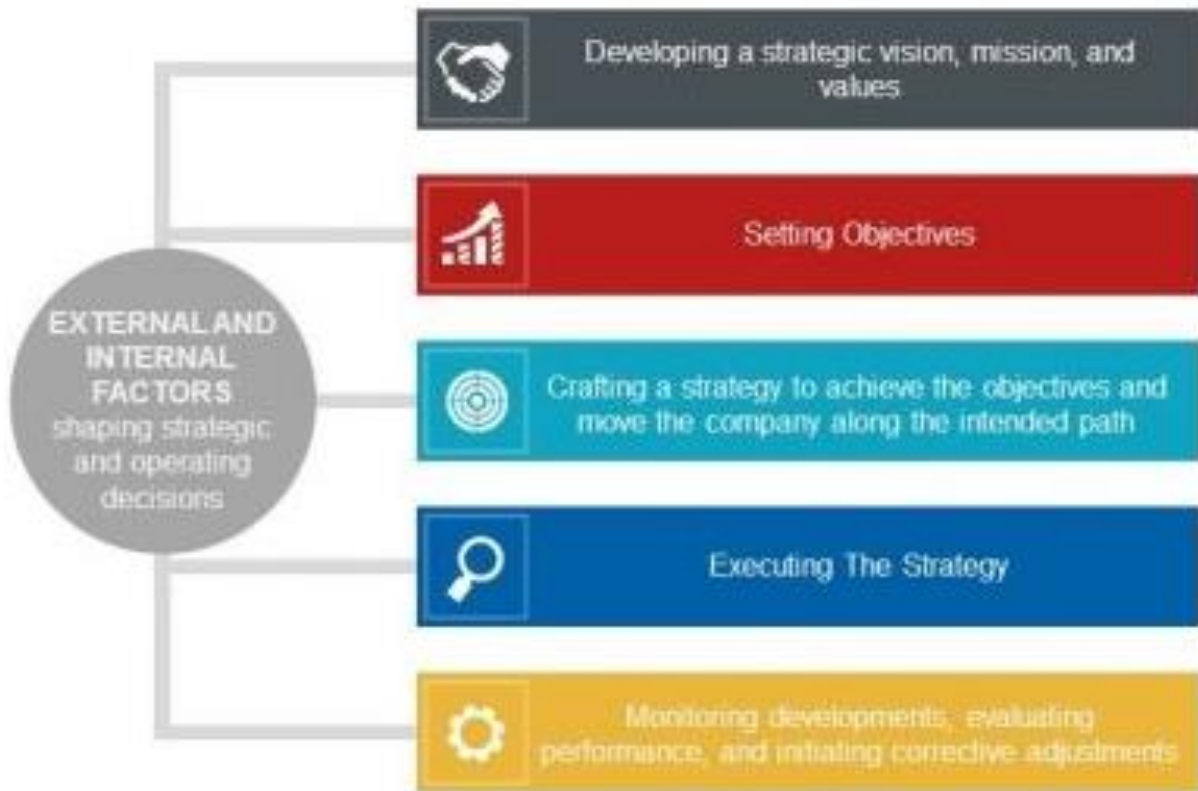 Developing a strategic vision, mission, and
values
Setting Objectives
EXTERNAL AND
INTERNAL
FACTORS
shaping strategic
and operating
decisions
Crafting a strategy to achieve the objectives and
move the company along the intended path
Executing The Strategy
Monitoring developments, evaluating
performance, and initiating corrective adjustments